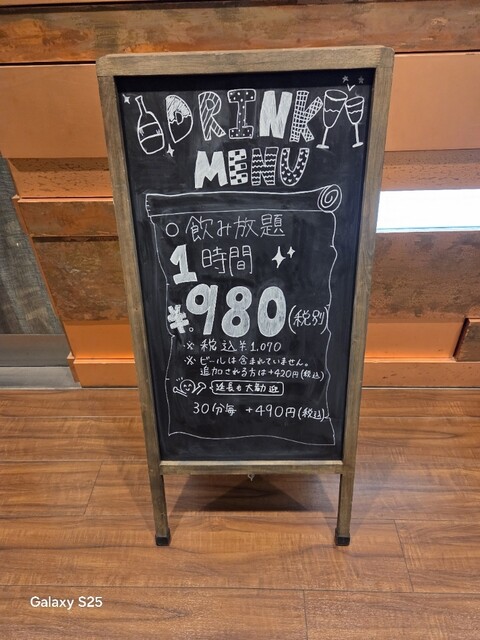 DRINK
MENU
○ 飲み放題
1時間
¥980(税別)
※ 税込¥1,070
※ ビールは含まれていません。
追加される方は+420円(税込)
延長も大歓迎
30分毎 +490円(税込)
Galaxy S25